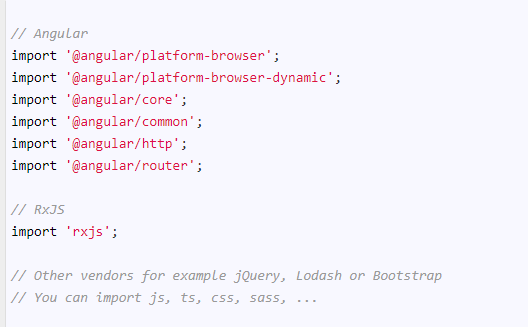 // Angular
import '@angular/platform-browser';
import '@angular/platform-browser-dynamic';
import '@angular/core';
import '@angular/common';
import '@angular/http';
import '@angular/router';
// RxJS
import 'rxjs';
// Other vendors for example jQuery, Lodash or Bootstrap
// You can import js, ts, css, sass, ...